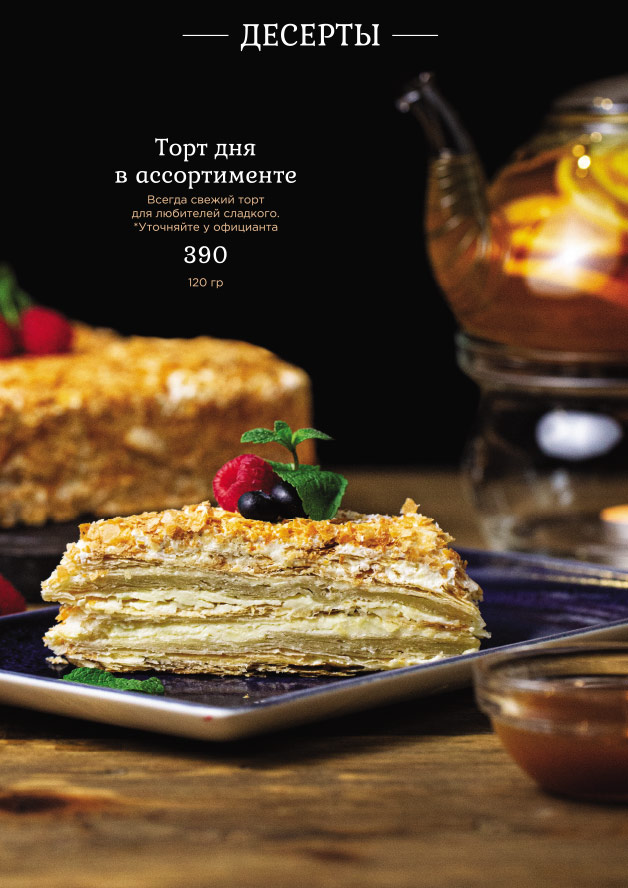 ДЕСЕРТЫ
Торт дня
в ассортименте
Всегда свежий торт
для любителей сладкого.
*Уточняйте у официанта
390
120 гр